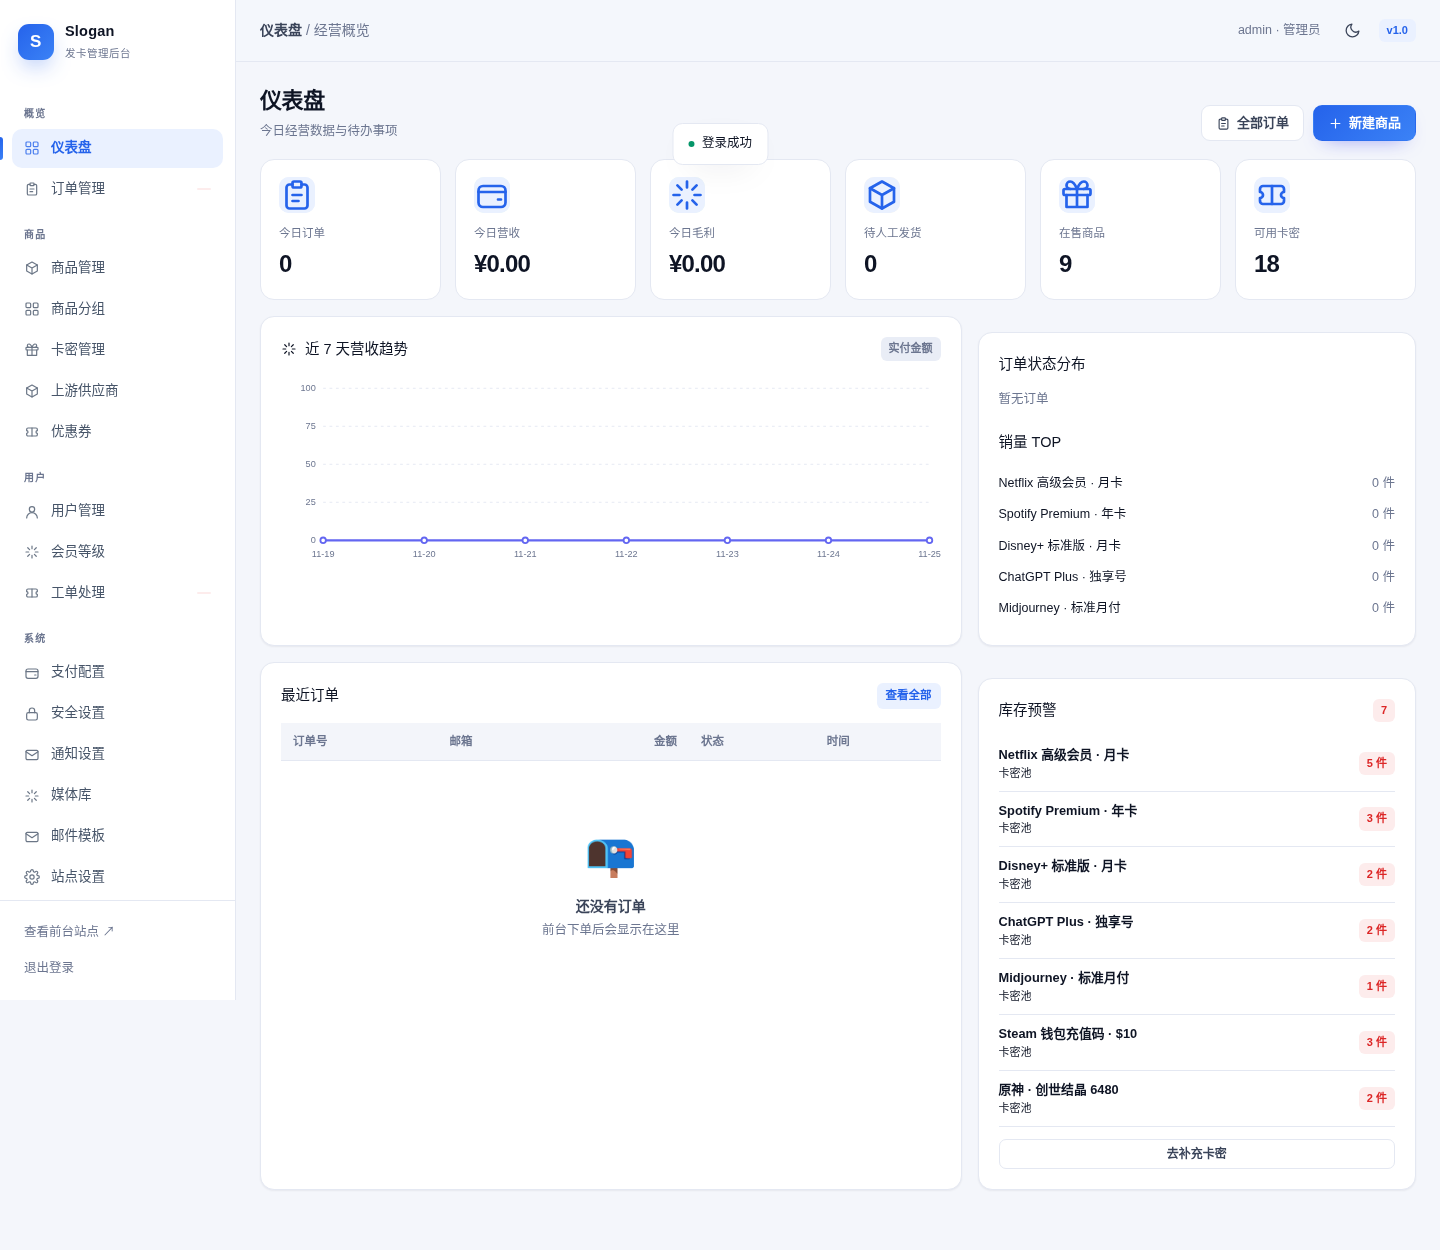 S
Slogan
发卡管理后台
概览
仪表盘
订单管理
商品
商品管理
商品分组
卡密管理
上游供应商
优惠券
用户
用户管理
会员等级
工单处理
系统
支付配置
安全设置
通知设置
媒体库
邮件模板
站点设置
查看前台站点 ↗
退出登录
仪表盘 / 经营概览
admin · 管理员
v1.0
仪表盘
今日经营数据与待办事项
登录成功
全部订单
新建商品
今日订单
0
今日营收
¥0.00
今日毛利
¥0.00
待人工发货
0
在售商品
9
可用卡密
18
近 7 天营收趋势
实付金额
100
75
50
25
0
11-19
11-20
11-21
11-22
11-23
11-24
11-25
订单状态分布
暂无订单
销量 TOP
Netflix 高级会员 · 月卡 0 件
Spotify Premium · 年卡 0 件
Disney+ 标准版 · 月卡 0 件
ChatGPT Plus · 独享号 0 件
Midjourney · 标准月付 0 件
最近订单
查看全部
订单号 邮箱 金额 状态 时间
还没有订单
前台下单后会显示在这里
库存预警
7
Netflix 高级会员 · 月卡
卡密池
5 件
Spotify Premium · 年卡
卡密池
3 件
Disney+ 标准版 · 月卡
卡密池
2 件
ChatGPT Plus · 独享号
卡密池
2 件
Midjourney · 标准月付
卡密池
1 件
Steam 钱包充值码 · $10
卡密池
3 件
原神 · 创世结晶 6480
卡密池
2 件
去补充卡密